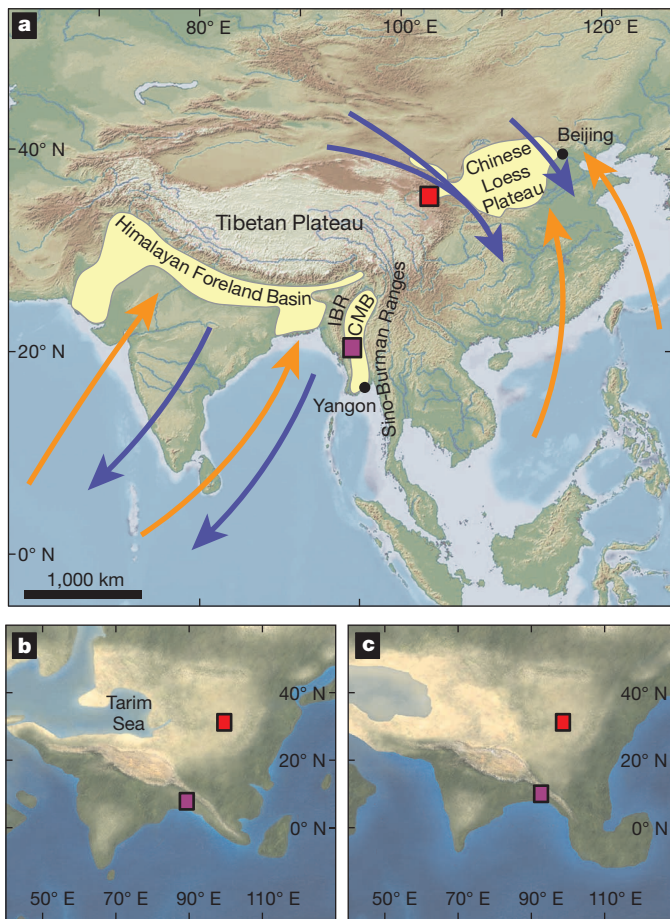 a
80° E
100° E
120° E
40° N
Beijing
Chinese
Loess
Plateau
Tibetan Plateau
Himalayan Foreland Basin
IBR
CMB
Sino-Burman Ranges
20° N
Yangon
0° N
1,000 km
b
Tarim
Sea
40° N
20° N
0° N
50° E
70° E
90° E
110° E
c
40° N
20° N
0° N
50° E
70° E
90° E
110° E